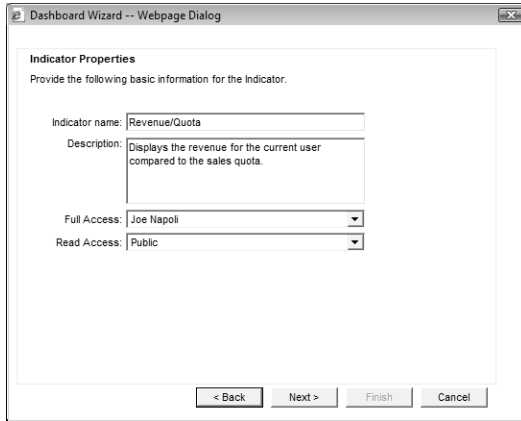 Dashboard Wizard -- Webpage Dialog
Indicator Properties
Provide the following basic information for the Indicator.
Indicator name: Revenue/Quota
Description: Displays the revenue for the current user
compared to the sales quota.
Full Access: Joe Napoli
Read Access: Public
< Back Next > Finish Cancel